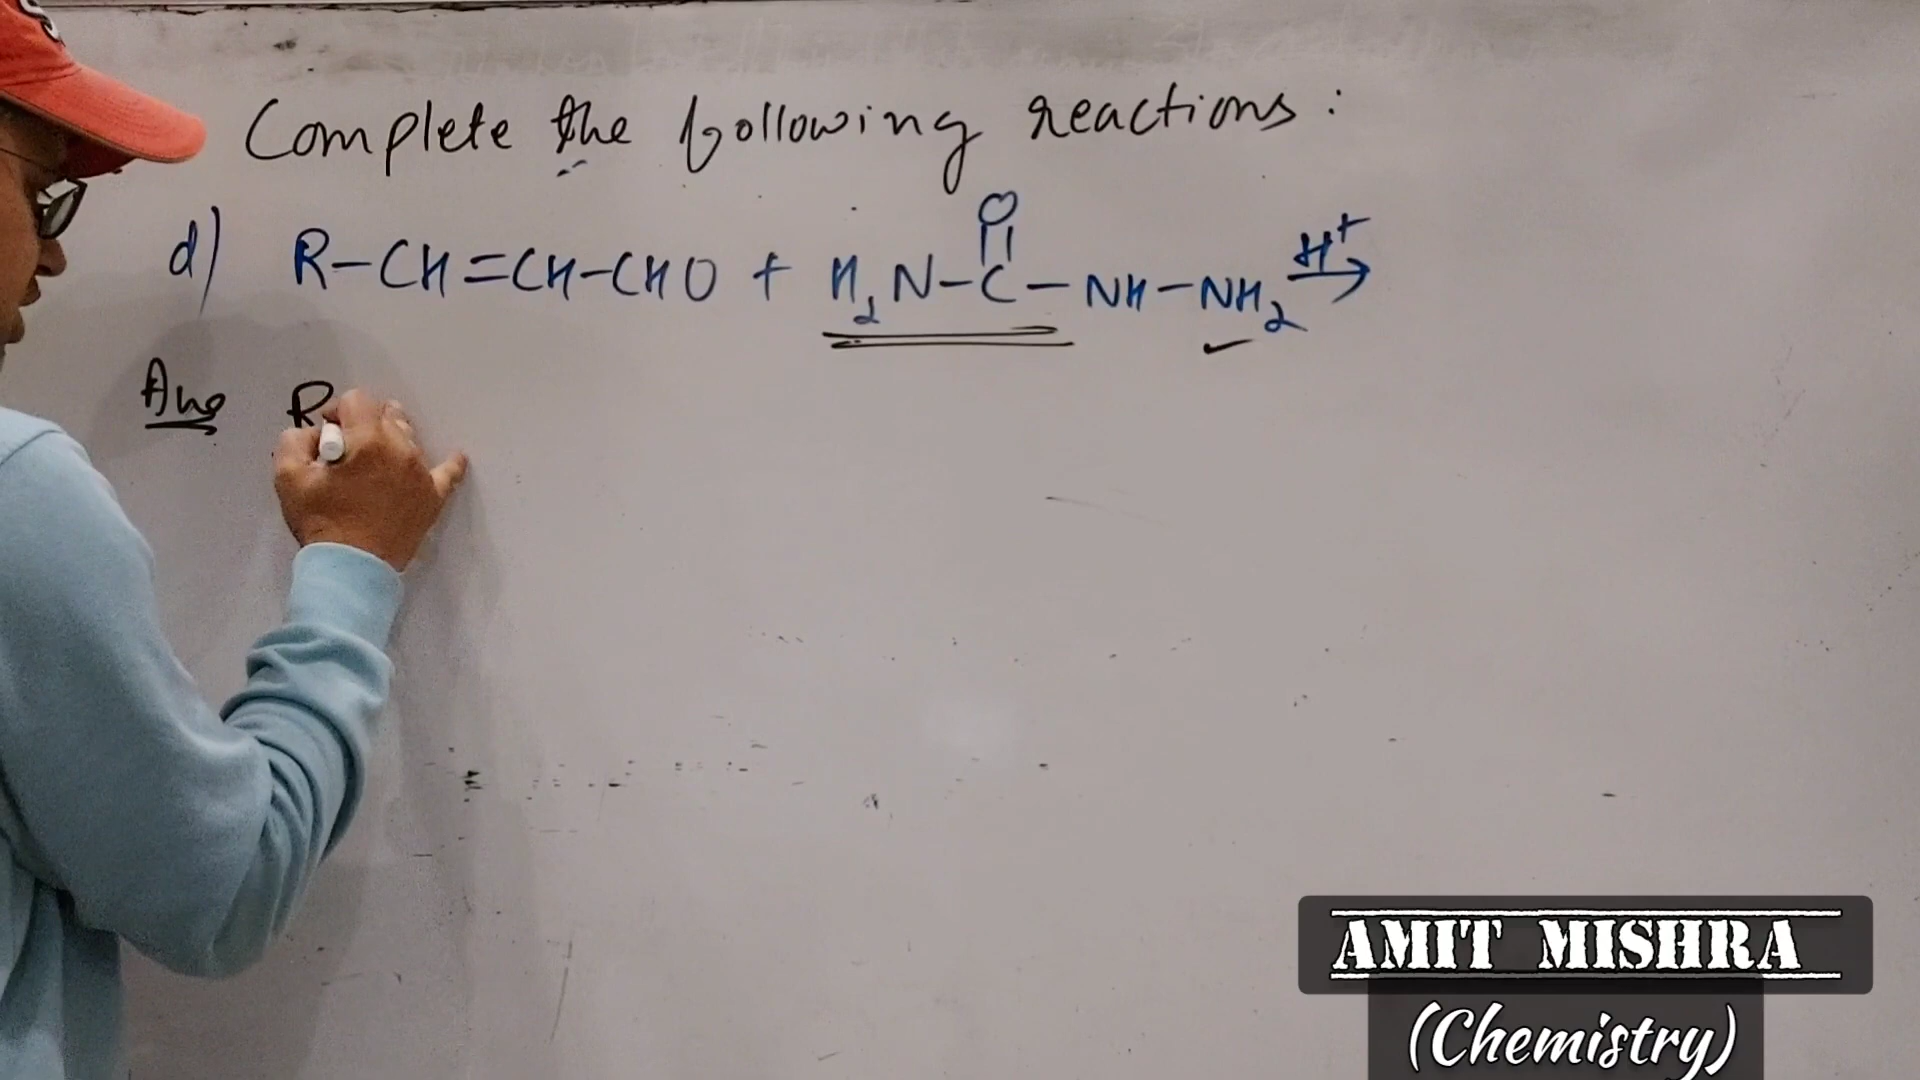 Complete the following reactions :
O
d) R-CH=CH-CHO + H₂N-C-NH-NH₂ H⁺→
Ans R
AMIT MISHRA
(Chemistry)